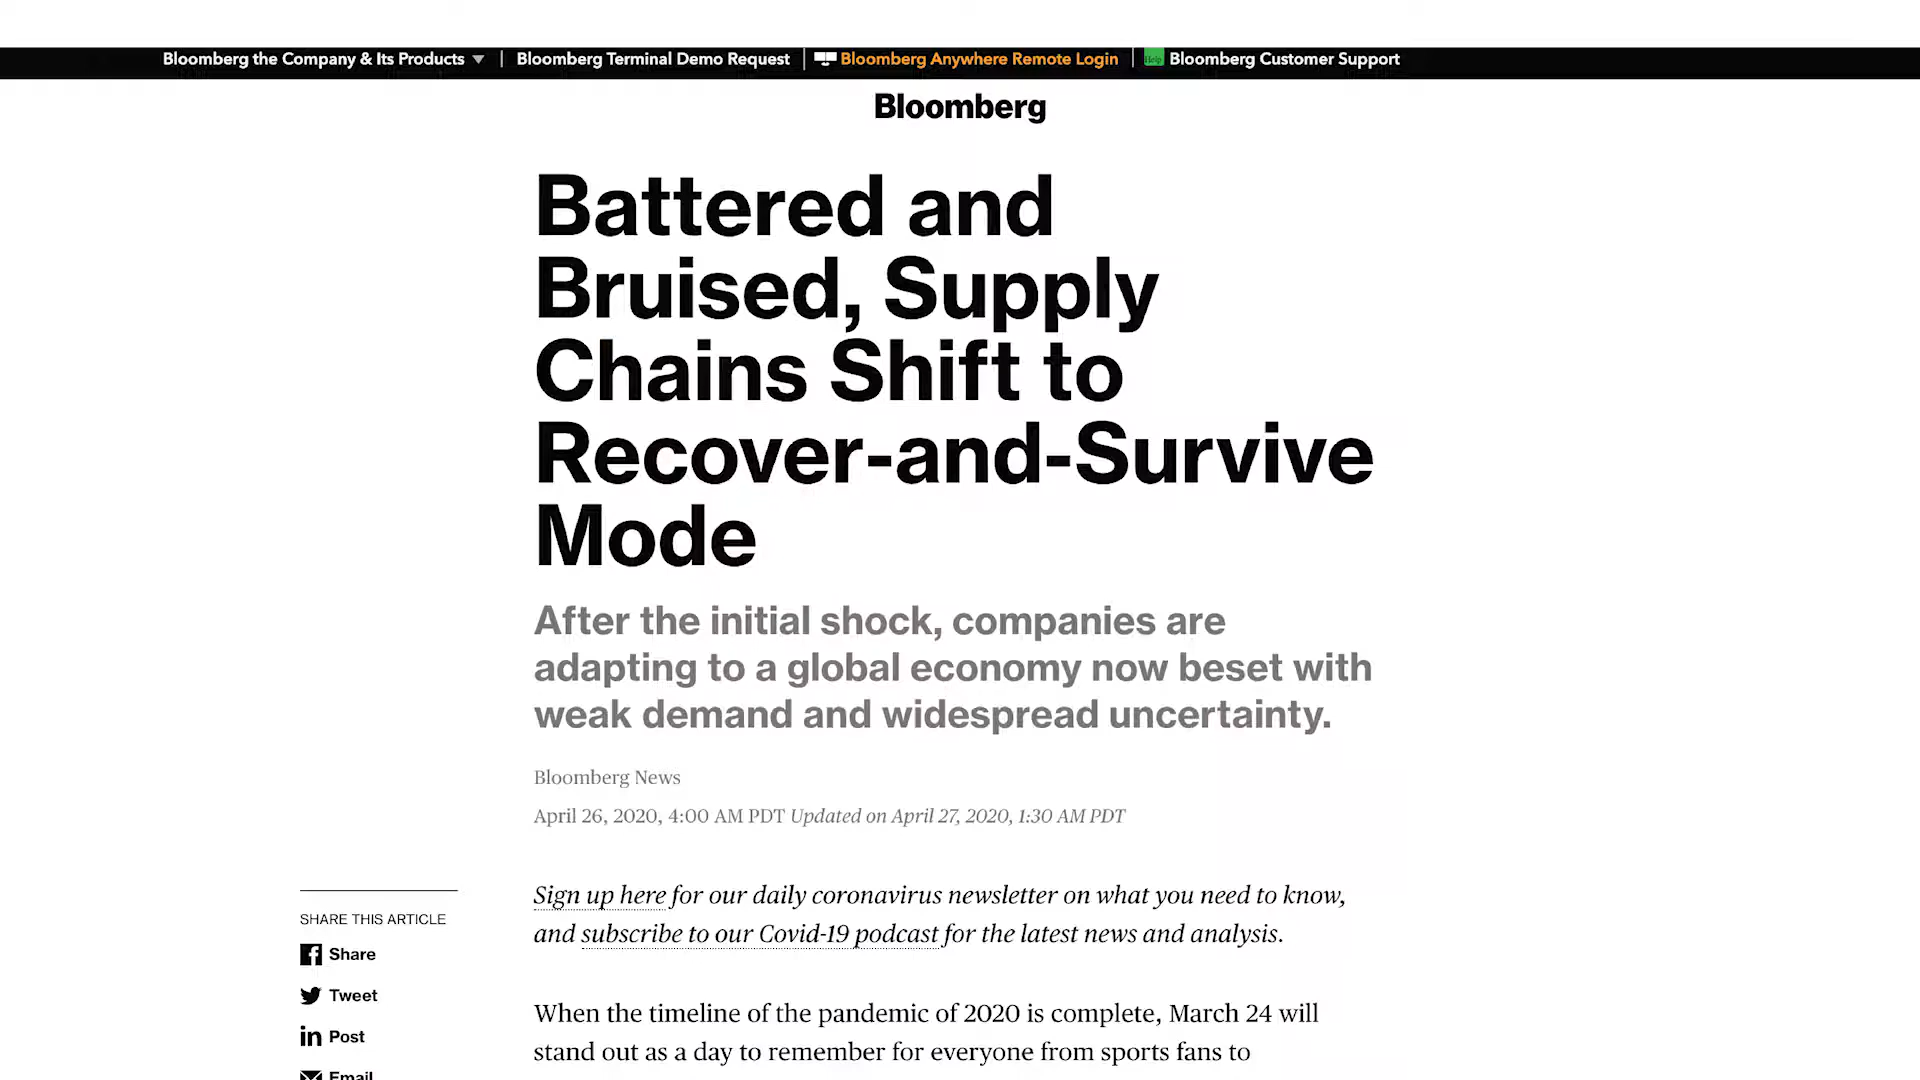 Bloomberg the Company & Its Products ▼ | Bloomberg Terminal Demo Request | Bloomberg Anywhere Remote Login | Help Bloomberg Customer Support
Bloomberg
Battered and
Bruised, Supply
Chains Shift to
Recover-and-Survive
Mode
After the initial shock, companies are
adapting to a global economy now beset with
weak demand and widespread uncertainty.
Bloomberg News
April 26, 2020, 4:00 AM PDT Updated on April 27, 2020, 1:30 AM PDT
Sign up here for our daily coronavirus newsletter on what you need to know,
and subscribe to our Covid-19 podcast for the latest news and analysis.
When the timeline of the pandemic of 2020 is complete, March 24 will
stand out as a day to remember for everyone from sports fans to
SHARE THIS ARTICLE
Share
Tweet
Post
Email